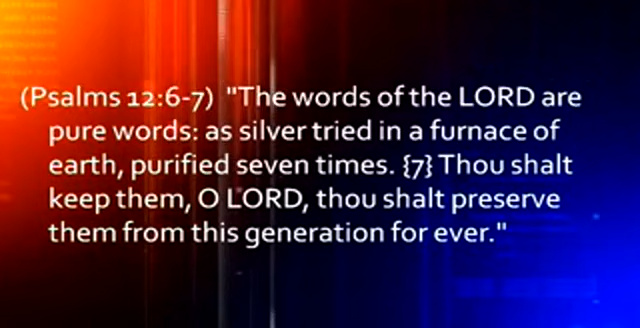 (Psalms 12:6-7) "The words of the LORD are
pure words: as silver tried in a furnace of
earth, purified seven times. {7} Thou shalt
keep them, O LORD, thou shalt preserve
them from this generation for ever."